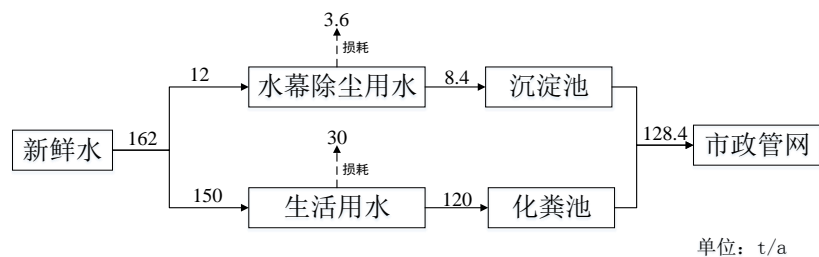 3.6
损耗
12
水幕除尘用水
8.4
沉淀池
新鲜水
162
30
损耗
128.4
市政管网
150
生活用水
120
化粪池
单位：t/a